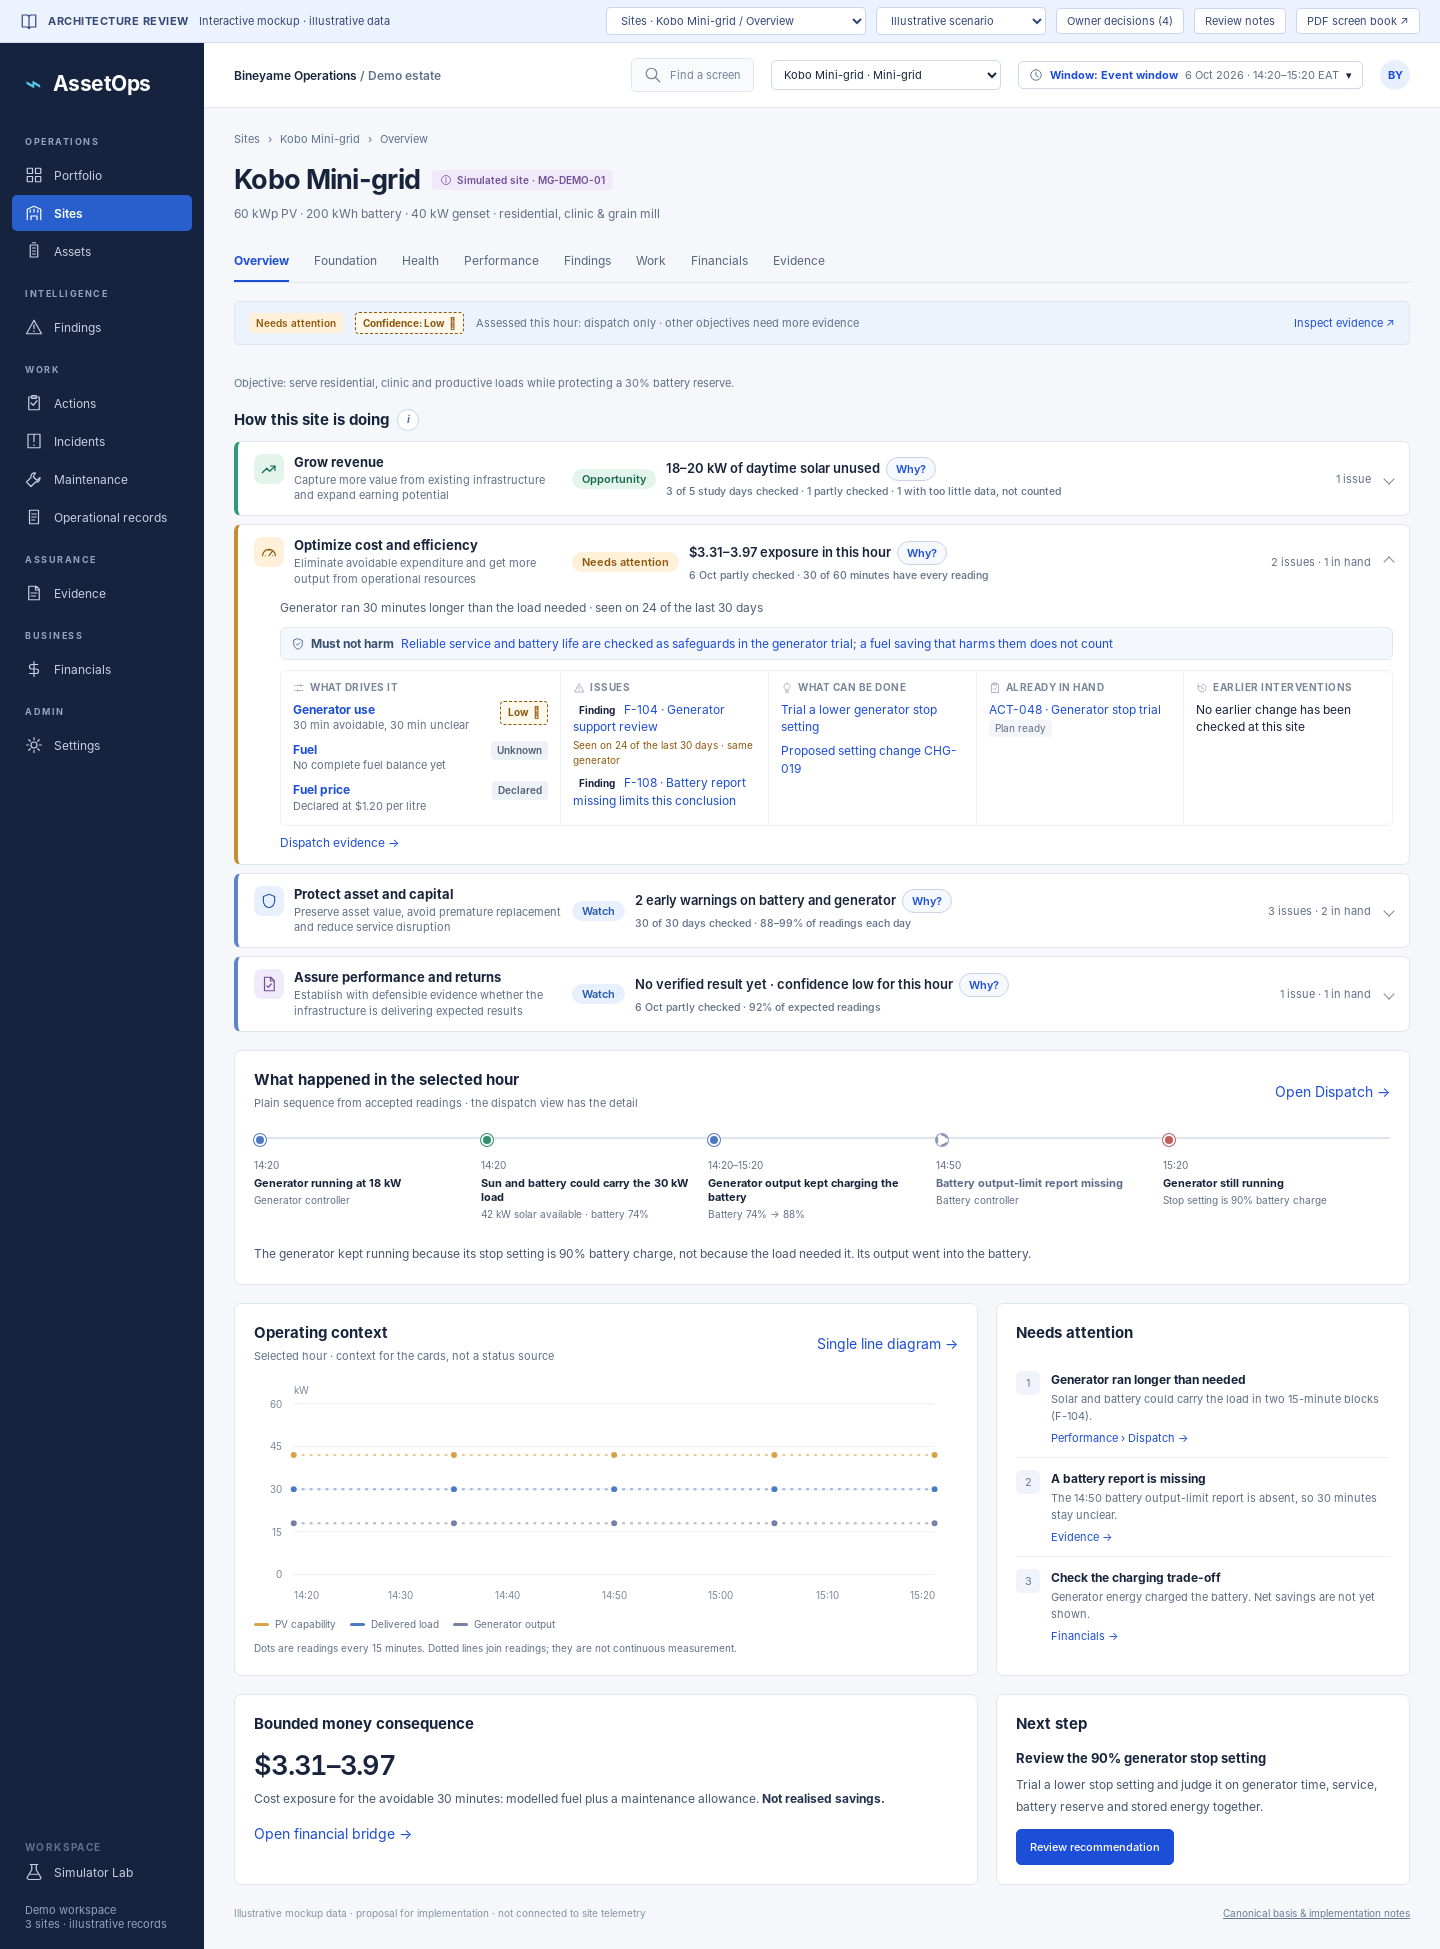 ARCHITECTURE REVIEW Interactive mockup · illustrative data
Sites · Kobo Mini-grid / Overview
Illustrative scenario
Owner decisions (4)
Review notes
PDF screen book ↗
AssetOps
OPERATIONS
Portfolio
Sites
Assets
INTELLIGENCE
Findings
WORK
Actions
Incidents
Maintenance
Operational records
ASSURANCE
Evidence
BUSINESS
Financials
ADMIN
Settings
WORKSPACE
Simulator Lab
Demo workspace
3 sites · illustrative records
Bineyame Operations / Demo estate
Find a screen
Kobo Mini-grid · Mini-grid
Window: Event window 6 Oct 2026 · 14:20–15:20 EAT ▾
BY
Sites › Kobo Mini-grid › Overview
Kobo Mini-grid
Simulated site · MG-DEMO-01
60 kWp PV · 200 kWh battery · 40 kW genset · residential, clinic & grain mill
Overview Foundation Health Performance Findings Work Financials Evidence
Needs attention Confidence: Low Assessed this hour: dispatch only · other objectives need more evidence
Inspect evidence ↗
Objective: serve residential, clinic and productive loads while protecting a 30% battery reserve.
How this site is doing i
Grow revenue
Capture more value from existing infrastructure
and expand earning potential
Opportunity
18–20 kW of daytime solar unused Why?
3 of 5 study days checked · 1 partly checked · 1 with too little data, not counted
1 issue
Optimize cost and efficiency
Eliminate avoidable expenditure and get more
output from operational resources
Needs attention
$3.31–3.97 exposure in this hour Why?
6 Oct partly checked · 30 of 60 minutes have every reading
2 issues · 1 in hand
Generator ran 30 minutes longer than the load needed · seen on 24 of the last 30 days
Must not harm Reliable service and battery life are checked as safeguards in the generator trial; a fuel saving that harms them does not count
WHAT DRIVES IT
Generator use
Low
30 min avoidable, 30 min unclear
Fuel
Unknown
No complete fuel balance yet
Fuel price
Declared
Declared at $1.20 per litre
ISSUES
Finding F-104 · Generator
support review
Seen on 24 of the last 30 days · same
generator
Finding F-108 · Battery report
missing limits this conclusion
WHAT CAN BE DONE
Trial a lower generator stop
setting
Proposed setting change CHG-
019
ALREADY IN HAND
ACT-048 · Generator stop trial
Plan ready
EARLIER INTERVENTIONS
No earlier change has been
checked at this site
Dispatch evidence →
Protect asset and capital
Preserve asset value, avoid premature replacement
and reduce service disruption
Watch
2 early warnings on battery and generator Why?
30 of 30 days checked · 88–99% of readings each day
3 issues · 2 in hand
Assure performance and returns
Establish with defensible evidence whether the
infrastructure is delivering expected results
Watch
No verified result yet · confidence low for this hour Why?
6 Oct partly checked · 92% of expected readings
1 issue · 1 in hand
What happened in the selected hour
Plain sequence from accepted readings · the dispatch view has the detail
Open Dispatch →
14:20
Generator running at 18 kW
Generator controller
14:20
Sun and battery could carry the 30 kW
load
42 kW solar available · battery 74%
14:20–15:20
Generator output kept charging the
battery
Battery 74% → 88%
14:50
Battery output-limit report missing
Battery controller
15:20
Generator still running
Stop setting is 90% battery charge
The generator kept running because its stop setting is 90% battery charge, not because the load needed it. Its output went into the battery.
Operating context
Selected hour · context for the cards, not a status source
Single line diagram →
kW
60
45
30
15
0
14:20 14:30 14:40 14:50 15:00 15:10 15:20
PV capability Delivered load Generator output
Dots are readings every 15 minutes. Dotted lines join readings; they are not continuous measurement.
Needs attention
1
Generator ran longer than needed
Solar and battery could carry the load in two 15-minute blocks
(F-104).
Performance › Dispatch →
2
A battery report is missing
The 14:50 battery output-limit report is absent, so 30 minutes
stay unclear.
Evidence →
3
Check the charging trade-off
Generator energy charged the battery. Net savings are not yet
shown.
Financials →
Bounded money consequence
$3.31–3.97
Cost exposure for the avoidable 30 minutes: modelled fuel plus a maintenance allowance. Not realised savings.
Open financial bridge →
Next step
Review the 90% generator stop setting
Trial a lower stop setting and judge it on generator time, service,
battery reserve and stored energy together.
Review recommendation
Illustrative mockup data · proposal for implementation · not connected to site telemetry
Canonical basis & implementation notes